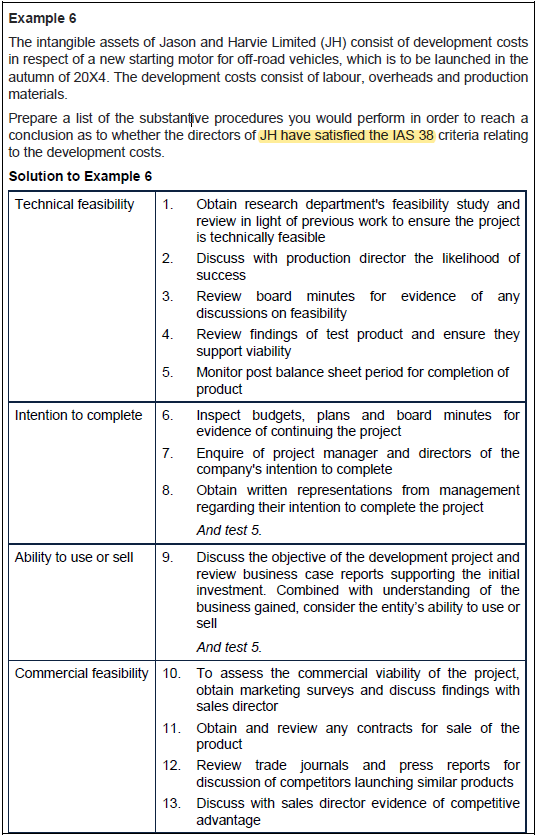 Example 6
The intangible assets of Jason and Harvie Limited (JH) consist of development costs
in respect of a new starting motor for off-road vehicles, which is to be launched in the
autumn of 20X4. The development costs consist of labour, overheads and production
materials.
Prepare a list of the substantive procedures you would perform in order to reach a
conclusion as to whether the directors of JH have satisfied the IAS 38 criteria relating
to the development costs.
Solution to Example 6
Technical feasibility
1. Obtain research department's feasibility study and
review in light of previous work to ensure the project
is technically feasible
2. Discuss with production director the likelihood of
success
3. Review board minutes for evidence of any
discussions on feasibility
4. Review findings of test product and ensure they
support viability
5. Monitor post balance sheet period for completion of
product
Intention to complete
6. Inspect budgets, plans and board minutes for
evidence of continuing the project
7. Enquire of project manager and directors of the
company's intention to complete
8. Obtain written representations from management
regarding their intention to complete the project
And test 5.
Ability to use or sell
9. Discuss the objective of the development project and
review business case reports supporting the initial
investment. Combined with understanding of the
business gained, consider the entity's ability to use or
sell
And test 5.
Commercial feasibility
10. To assess the commercial viability of the project,
obtain marketing surveys and discuss findings with
sales director
11. Obtain and review any contracts for sale of the
product
12. Review trade journals and press reports for
discussion of competitors launching similar products
13. Discuss with sales director evidence of competitive
advantage